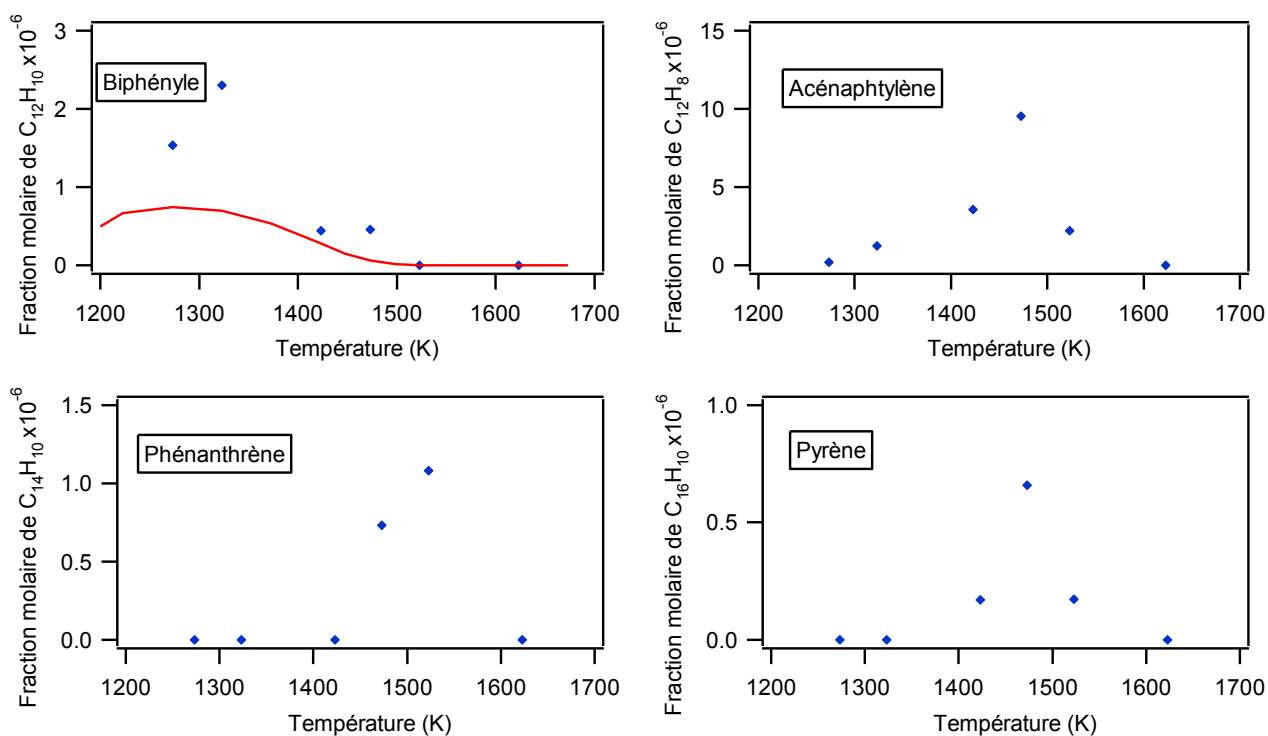 Fraction molaire de C12H10 x10-6
3
2
1
0
Biphényle
1200 1300 1400 1500 1600 1700
Température (K)
Fraction molaire de C12H8 x10-6
15
10
5
0
Acénaphtylène
1200 1300 1400 1500 1600 1700
Température (K)
Fraction molaire de C14H10 x10-6
1.5
1.0
0.5
0.0
Phénanthrène
1200 1300 1400 1500 1600 1700
Température (K)
Fraction molaire de C16H10 x10-6
1.0
0.5
0.0
Pyrène
1200 1300 1400 1500 1600 1700
Température (K)